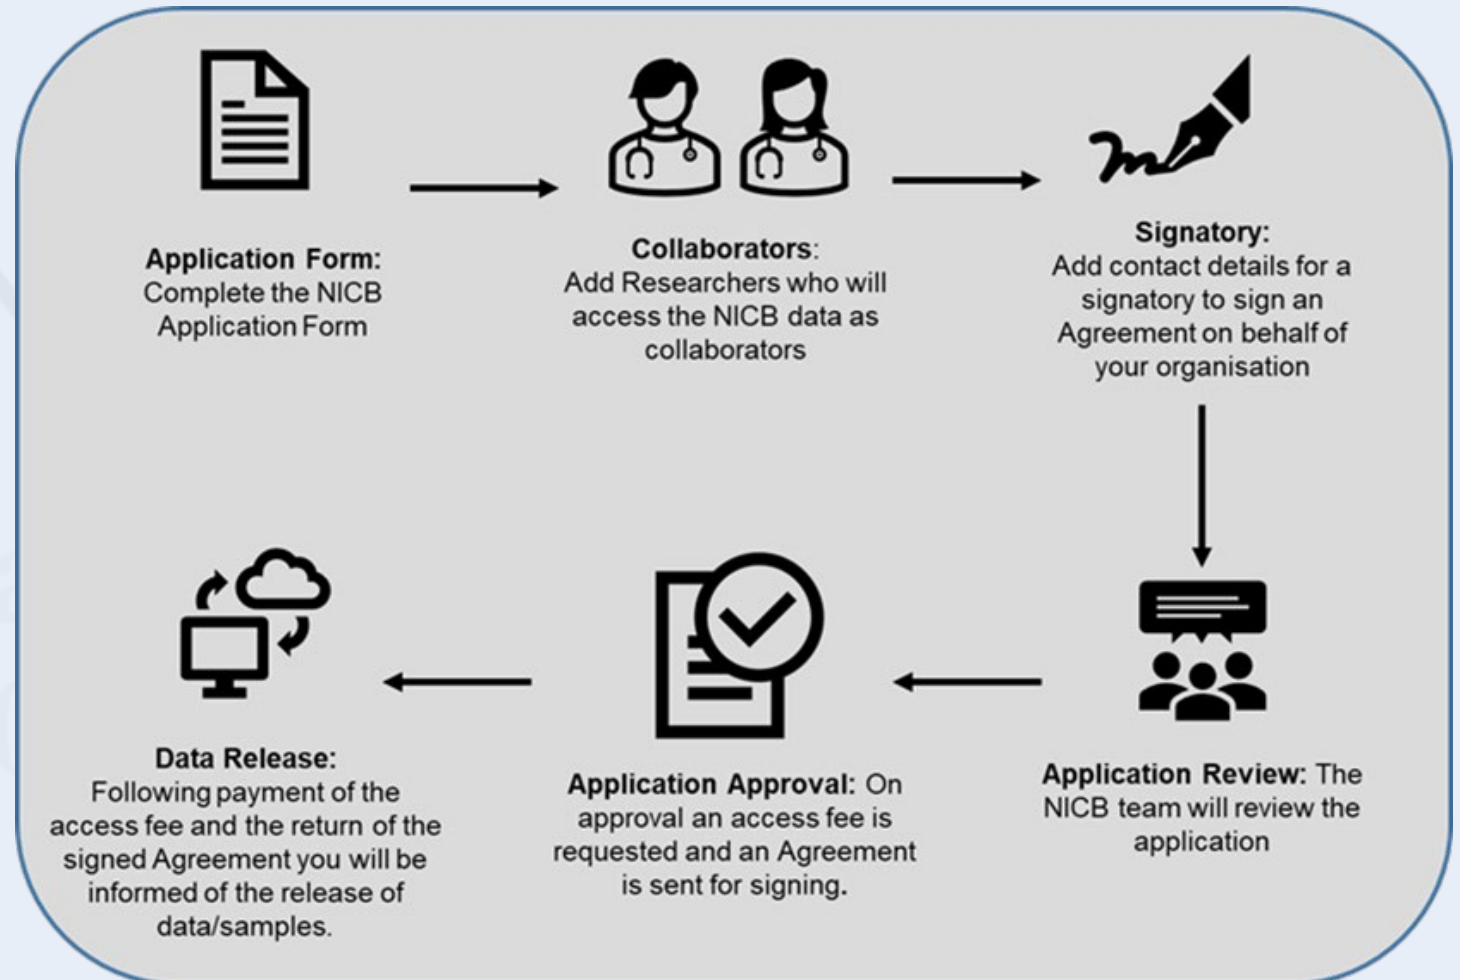 Application Form:
Complete the NICB
Application Form
Collaborators:
Add Researchers who will
access the NICB data as
collaborators
Signatory:
Add contact details for a
signatory to sign an
Agreement on behalf of
your organisation
Application Review: The
NICB team will review the
application
Application Approval: On
approval an access fee is
requested and an Agreement
is sent for signing.
Data Release:
Following payment of the
access fee and the return of the
signed Agreement you will be
informed of the release of
data/samples.